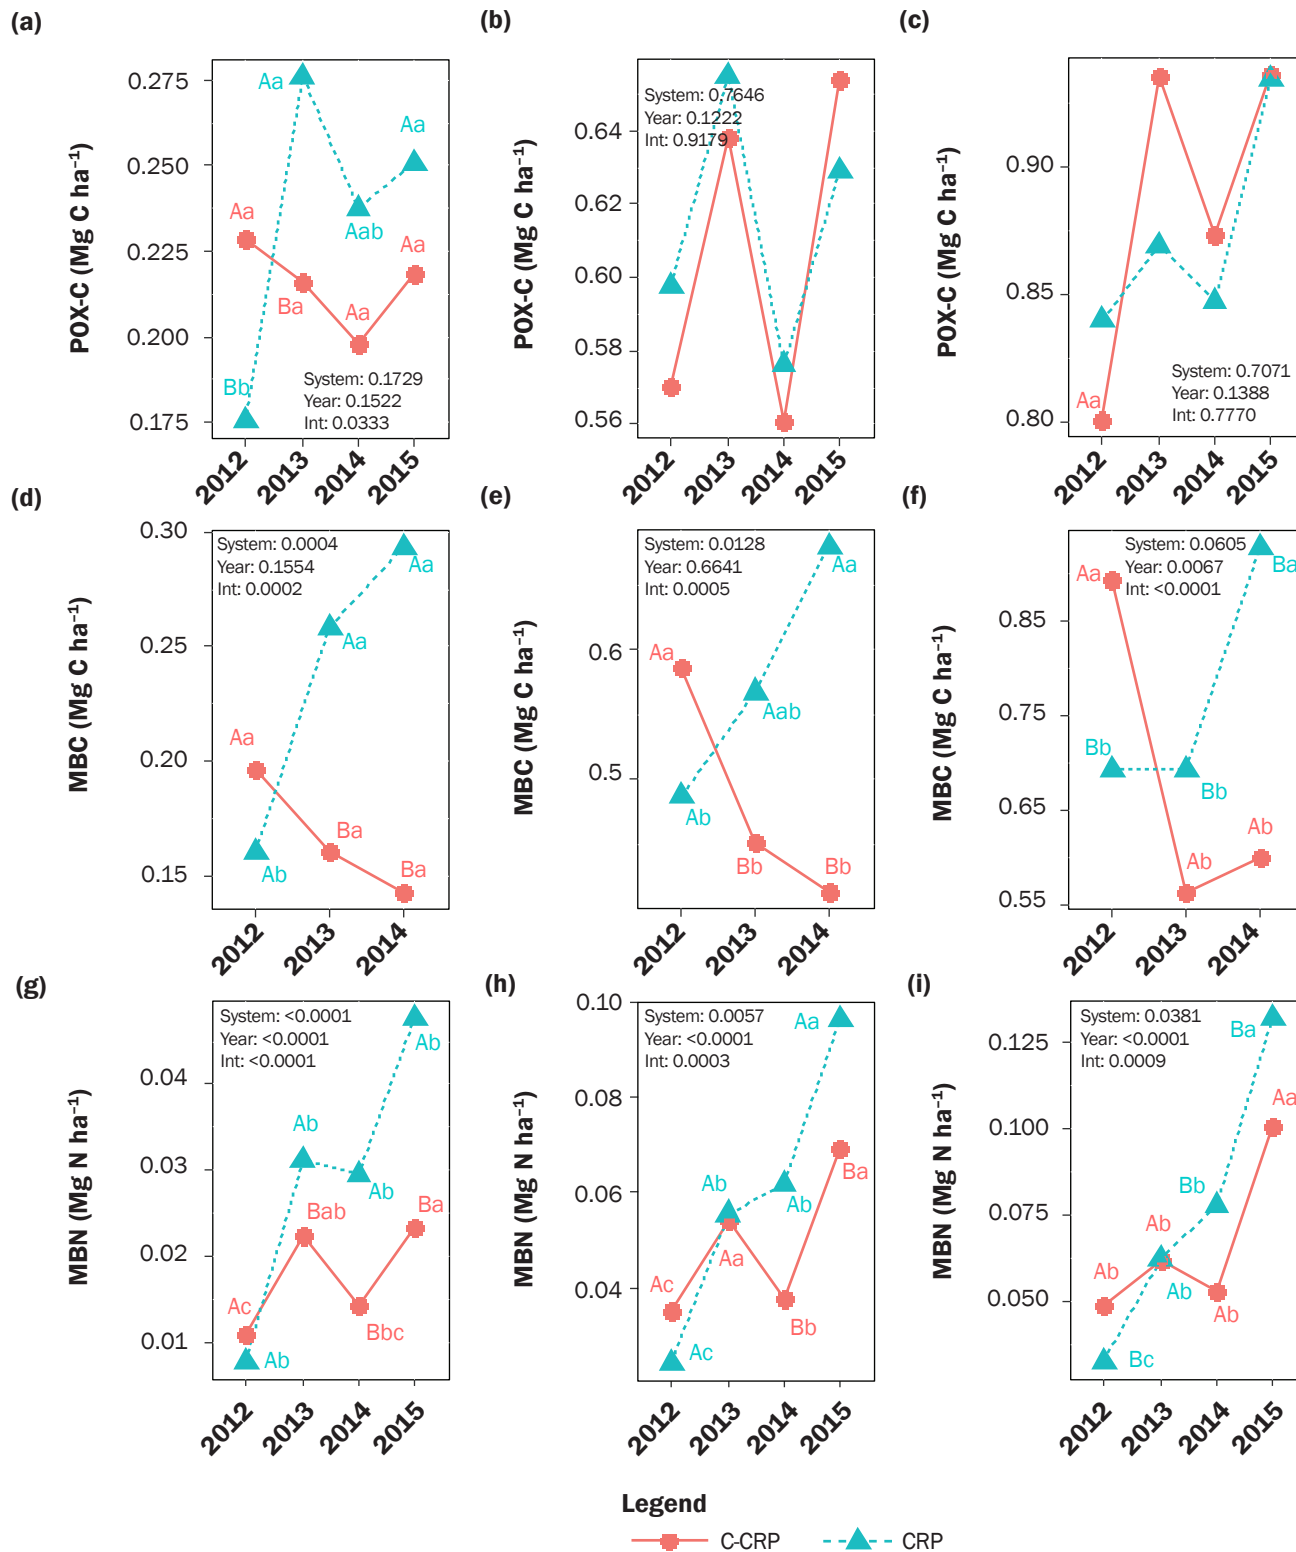 (a)
(b)
(c)
POX-C (Mg C ha⁻¹)
0.275
0.250
0.225
0.200
0.175
Aa
Aa
Aa
Aab
Aa
Ba
Aa
Bb
System: 0.1729
Year: 0.1522
Int: 0.0333
2012
2013
2014
2015
POX-C (Mg C ha⁻¹)
0.64
0.62
0.60
0.58
0.56
System: 0.7646
Year: 0.1222
Int: 0.9179
2012
2013
2014
2015
POX-C (Mg C ha⁻¹)
0.90
0.85
0.80
Aa
System: 0.7071
Year: 0.1388
Int: 0.7770
2012
2013
2014
2015
(d)
(e)
(f)
MBC (Mg C ha⁻¹)
0.30
0.25
0.20
0.15
System: 0.0004
Year: 0.1554
Int: 0.0002
Aa
Aa
Aa
Ba
Ba
Ab
2012
2013
2014
MBC (Mg C ha⁻¹)
0.6
0.5
System: 0.0128
Year: 0.6641
Int: 0.0005
Aa
Aa
Aab
Ab
Bb
Bb
2012
2013
2014
MBC (Mg C ha⁻¹)
0.85
0.75
0.65
0.55
System: 0.0605
Year: 0.0067
Int: <0.0001
Aa
Ba
Bb
Bb
Ab
Ab
2012
2013
2014
(g)
(h)
(i)
MBN (Mg N ha⁻¹)
0.04
0.03
0.02
0.01
System: <0.0001
Year: <0.0001
Int: <0.0001
Ab
Ab
Ab
Bab
Ba
Ac
Bbc
Ab
2012
2013
2014
2015
MBN (Mg N ha⁻¹)
0.10
0.08
0.06
0.04
System: 0.0057
Year: <0.0001
Int: 0.0003
Aa
Ab
Ab
Ba
Aa
Ac
Bb
Ac
2012
2013
2014
2015
MBN (Mg N ha⁻¹)
0.125
0.100
0.075
0.050
System: 0.0381
Year: <0.0001
Int: 0.0009
Ba
Aa
Bb
Ab
Ab
Ab
Ab
Bc
2012
2013
2014
2015
Legend
C-CRP
CRP